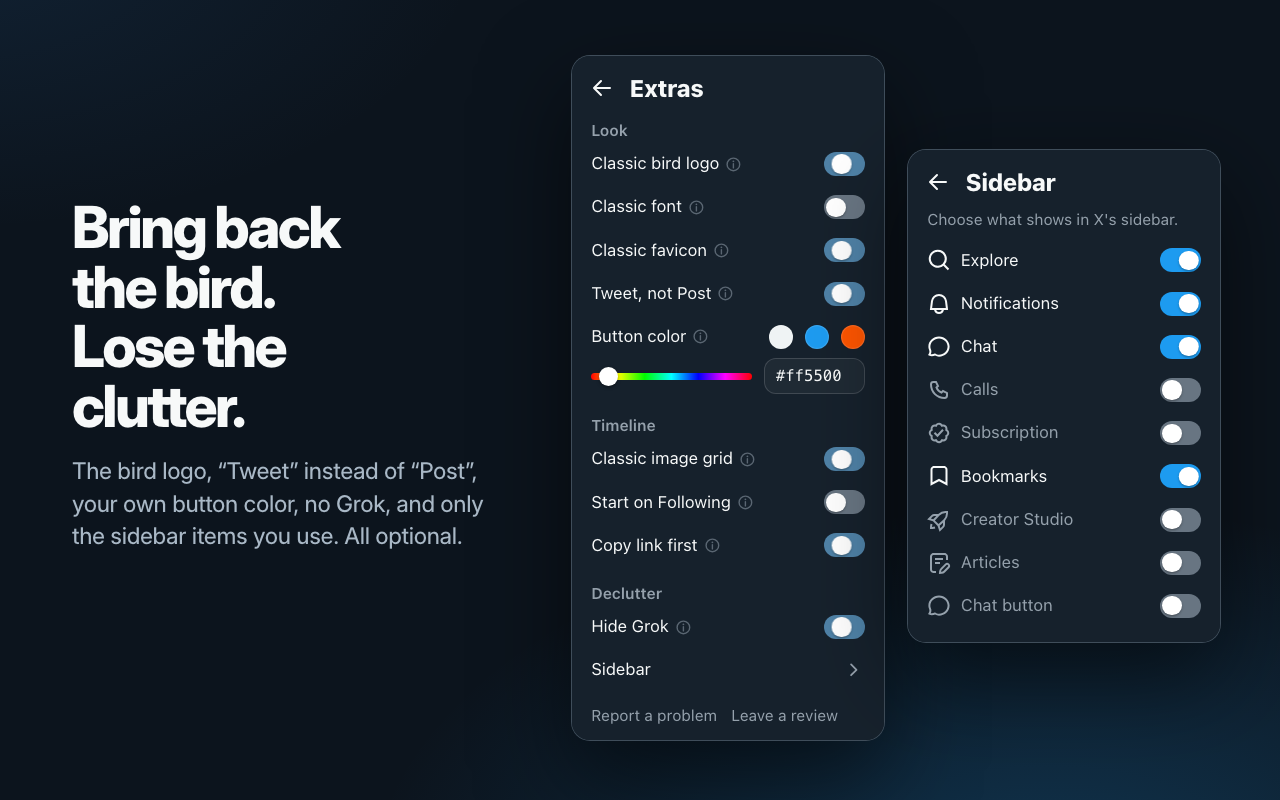 Bring back
the bird.
Lose the
clutter.
The bird logo, “Tweet” instead of “Post”,
your own button color, no Grok, and only
the sidebar items you use. All optional.
Extras
Look
Classic bird logo
Classic font
Classic favicon
Tweet, not Post
Button color
#ff5500
Timeline
Classic image grid
Start on Following
Copy link first
Declutter
Hide Grok
Sidebar
Report a problem Leave a review
Sidebar
Choose what shows in X's sidebar.
Explore
Notifications
Chat
Calls
Subscription
Bookmarks
Creator Studio
Articles
Chat button